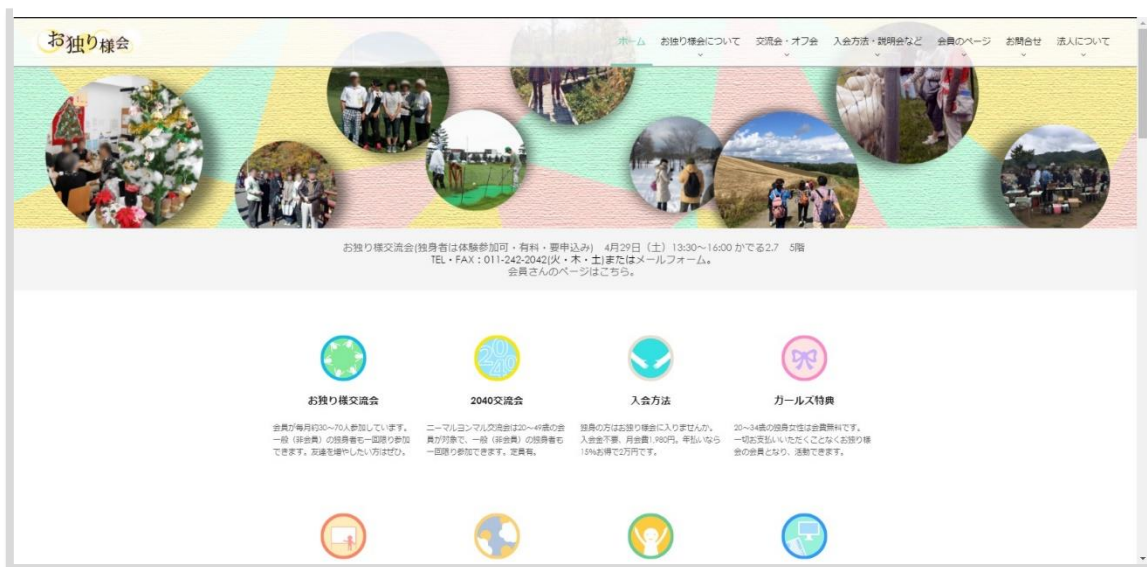 お独り様会
ホーム お独り様会について 交流会・オフ会 入会方法・説明会など 会員のページ お問合せ 法人について
お独り様交流会(独身者は体験参加可・有料・要申込み) 4月29日（土）13:30～16:00 かでる2.7 5階
TEL・FAX：011-242-2042(火・木・土)またはメールフォーム。
会員さんのページはこちら。
2040
お独り様交流会
会員が毎月約30～70人参加しています。
一般（非会員）の独身者も一回限り参加
できます。友達を増やしたい方はぜひ。
2040交流会
ニーマルヨンマル交流会は20～49歳の会
員が対象で、一般（非会員）の独身者も
一回限り参加できます。定員有。
入会方法
独身の方はお独り様会に入りませんか。
入会金不要、月会費1,980円。年払いなら
15%お得で2万円です。
ガールズ特典
20～34歳の独身女性は会費無料です。
一切お支払いいただくことなくお独り様
会の会員となり、活動できます。